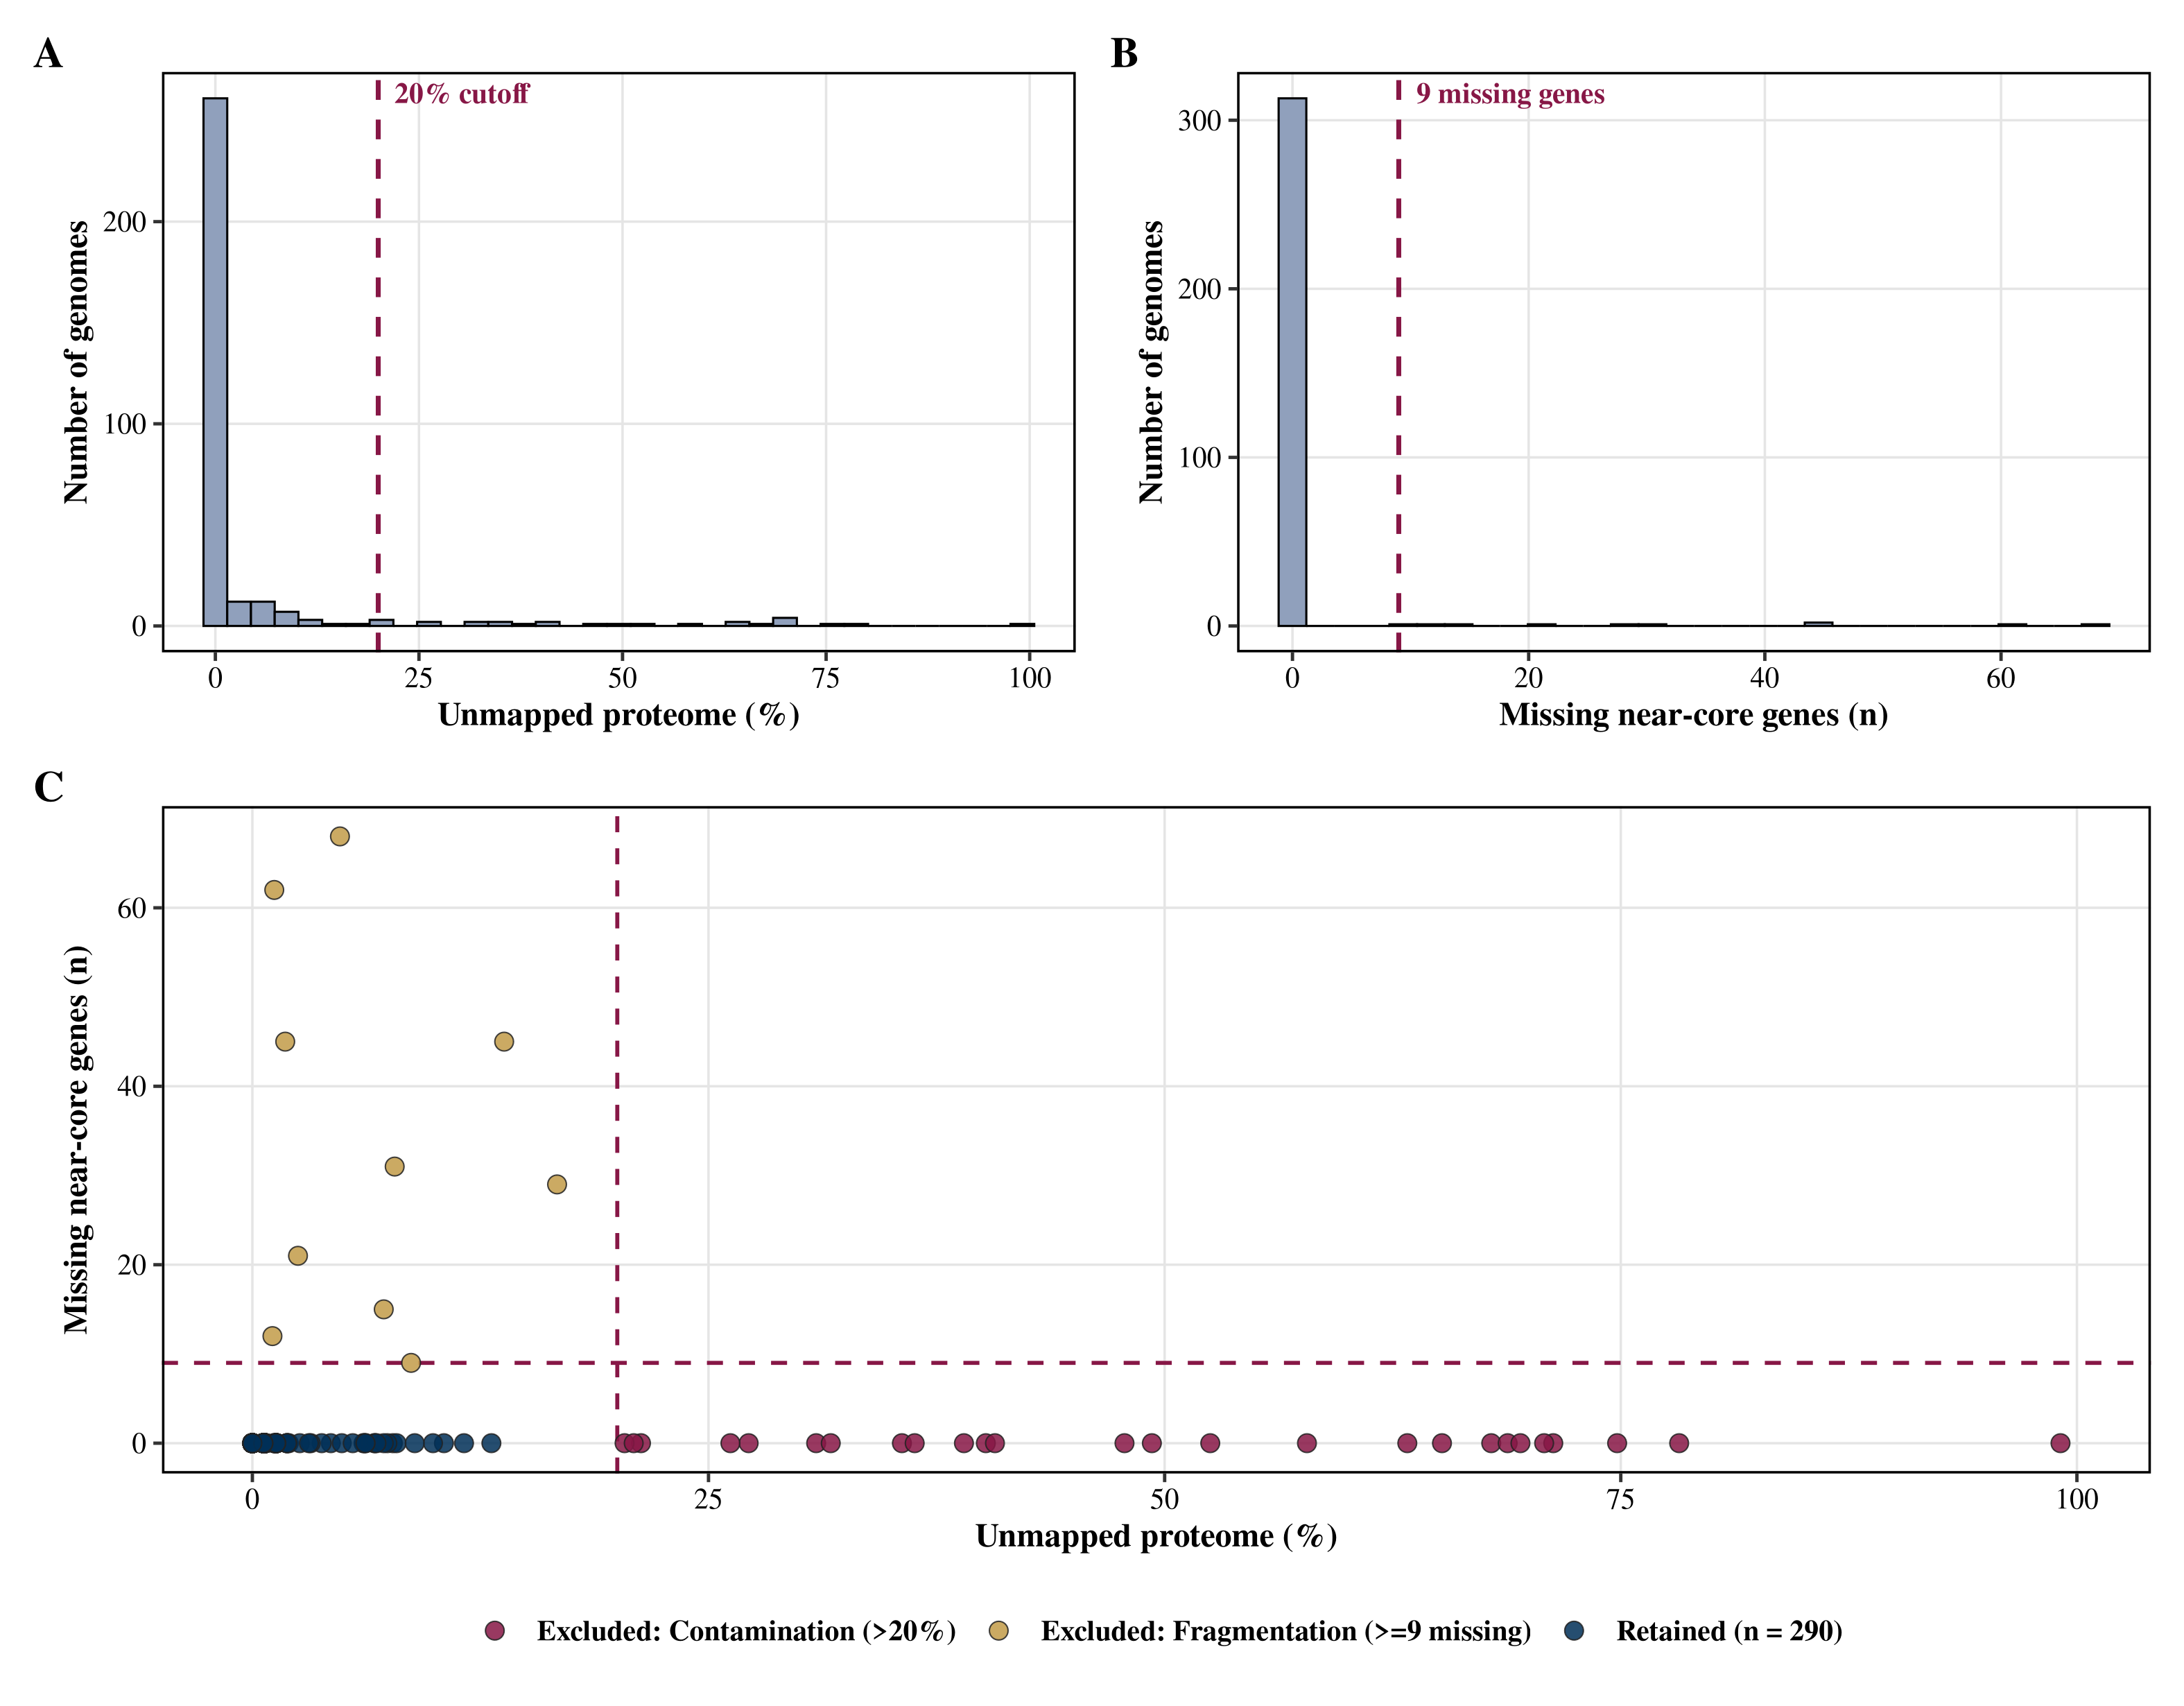 A
20% cutoff
Number of genomes
200
100
0
0 25 50 75 100
Unmapped proteome (%)
B
9 missing genes
Number of genomes
300
200
100
0
0 20 40 60
Missing near-core genes (n)
C
Missing near-core genes (n)
60
40
20
0
0 25 50 75 100
Unmapped proteome (%)
Excluded: Contamination (>20%) Excluded: Fragmentation (>=9 missing) Retained (n = 290)